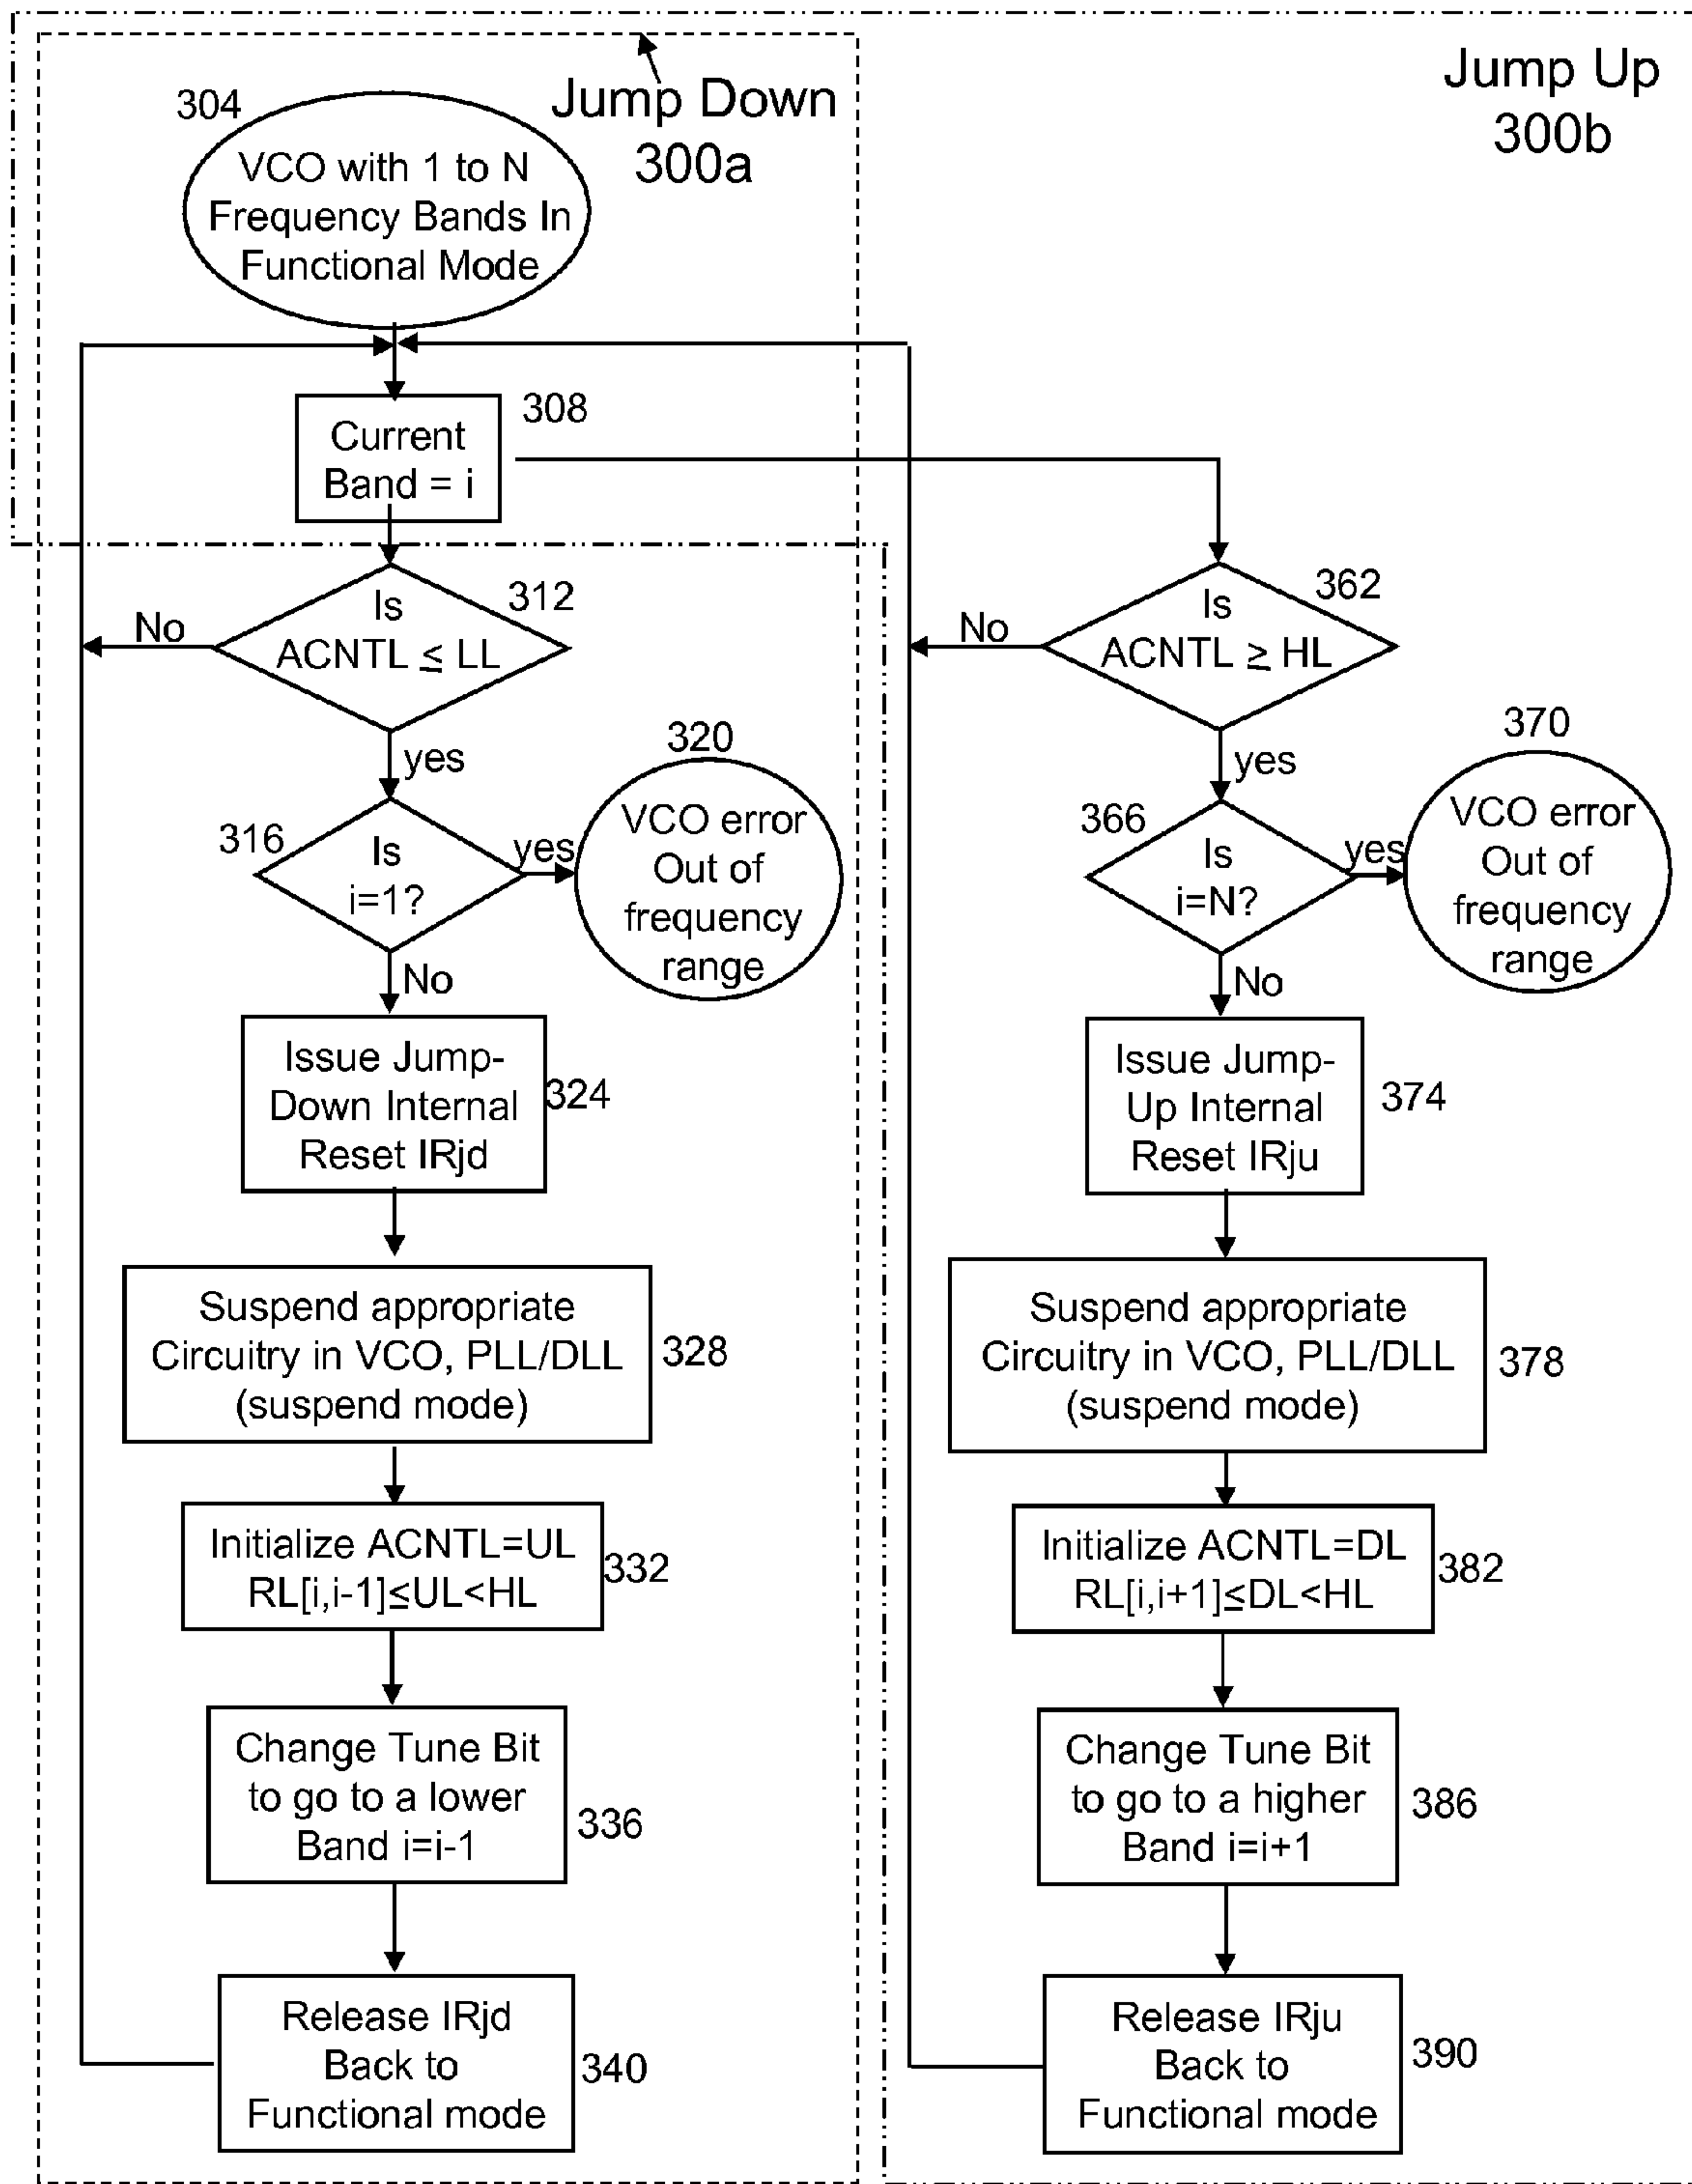 Jump Down
300a
Jump Up
300b
304
VCO with 1 to N
Frequency Bands In
Functional Mode
308
Current
Band = i
312
Is
ACNTL ≤ LL
No
yes
316
Is
i=1?
yes
320
VCO error
Out of
frequency
range
No
Issue Jump-
Down Internal
Reset IRjd
324
Suspend appropriate
Circuitry in VCO, PLL/DLL
(suspend mode)
328
Initialize ACNTL=UL
RL[i,i-1]≤UL<HL
332
Change Tune Bit
to go to a lower
Band i=i-1
336
Release IRjd
Back to
Functional mode
340
362
Is
ACNTL ≥ HL
No
yes
366
Is
i=N?
yes
370
VCO error
Out of
frequency
range
No
Issue Jump-
Up Internal
Reset IRju
374
Suspend appropriate
Circuitry in VCO, PLL/DLL
(suspend mode)
378
Initialize ACNTL=DL
RL[i,i+1]≤DL<HL
382
Change Tune Bit
to go to a higher
Band i=i+1
386
Release IRju
Back to
Functional mode
390